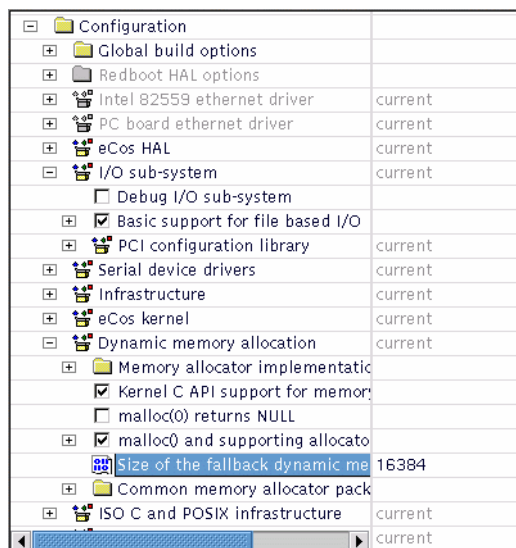 Configuration
Global build options
Redboot HAL options
Intel 82559 ethernet driver current
PC board ethernet driver current
eCos HAL current
I/O sub-system current
Debug I/O sub-system
Basic support for file based I/O
PCI configuration library current
Serial device drivers current
Infrastructure current
eCos kernel current
Dynamic memory allocation current
Memory allocator implementatic
Kernel C API support for memory
malloc(0) returns NULL
malloc() and supporting allocato
Size of the fallback dynamic me 16384
Common memory allocator pack
ISO C and POSIX infrastructure current
current